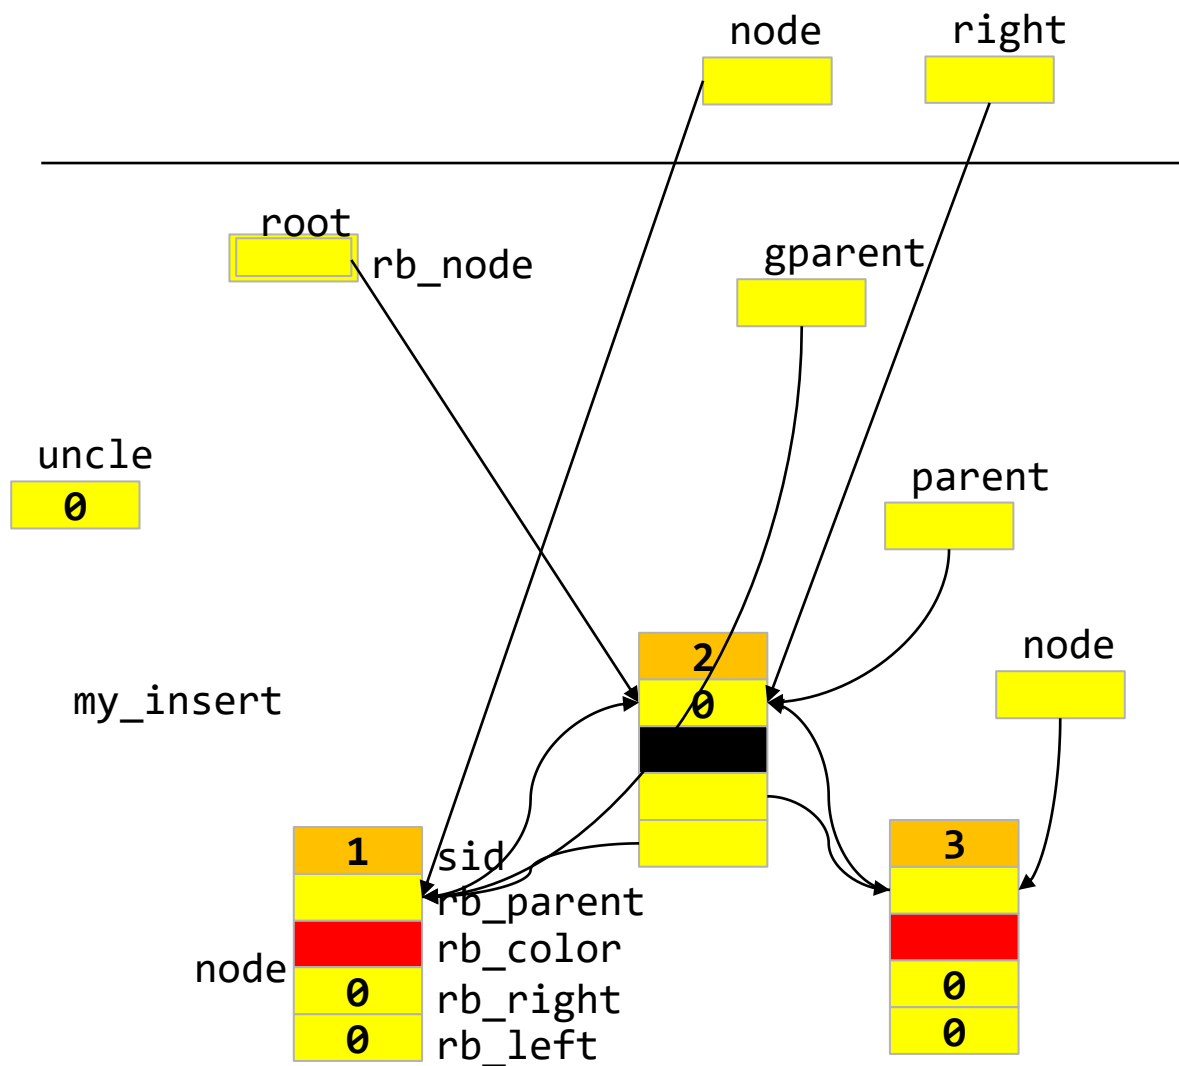 node
right
root
rb_node
gparent
uncle
0
parent
my_insert
2
0
node
1
sid
rb_parent
rb_color
node
0
rb_right
0
rb_left
3
0
0